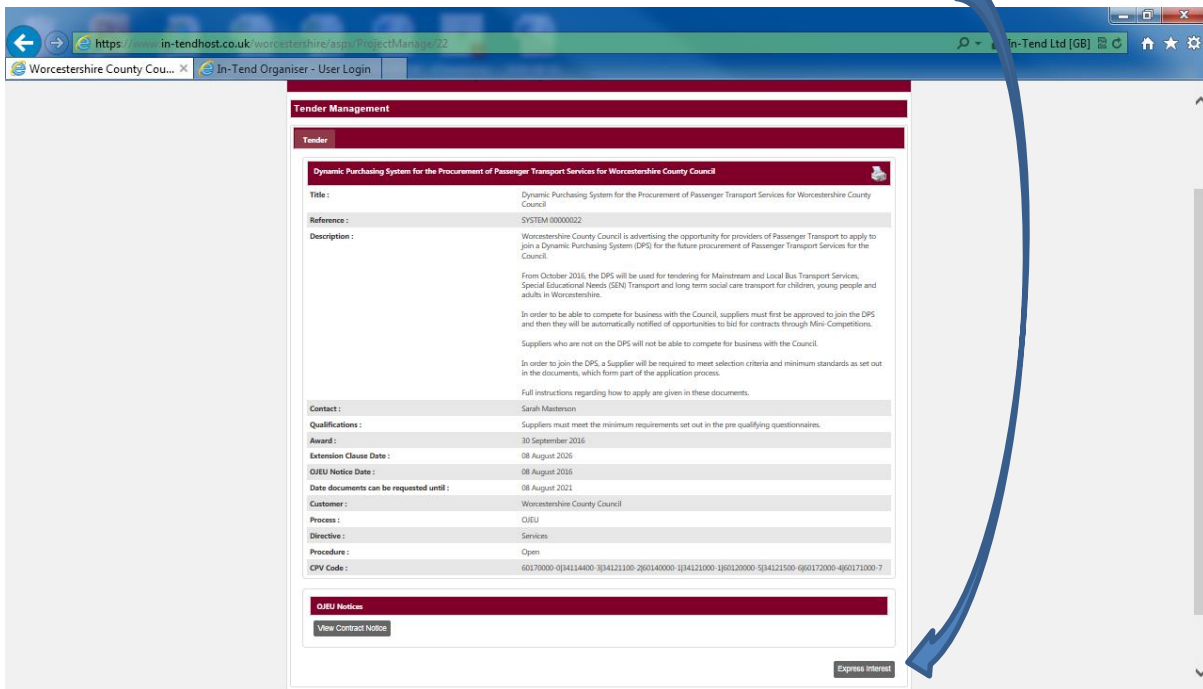 https://www.in-tendhost.co.uk/worcestershire/aspx/ProjectManage/22
In-Tend Ltd [GB]
Worcestershire County Cou...
In-Tend Organiser - User Login
Tender Management
Tender
Dynamic Purchasing System for the Procurement of Passenger Transport Services for Worcestershire County Council
Title : Dynamic Purchasing System for the Procurement of Passenger Transport Services for Worcestershire County
Council
Reference : SYSTEM 00000022
Description : Worcestershire County Council is advertising the opportunity for providers of Passenger Transport to apply to
join a Dynamic Purchasing System (DPS) for the future procurement of Passenger Transport Services for the
Council.
From October 2016, the DPS will be used for tendering for Mainstream and Local Bus Transport Services,
Special Educational Needs (SEN) Transport and long term social care transport for children, young people and
adults in Worcestershire.
In order to be able to compete for business with the Council, suppliers must first be approved to join the DPS
and then they will be automatically notified of opportunities to bid for contracts through Mini-Competitions.
Suppliers who are not on the DPS will not be able to compete for business with the Council.
In order to join the DPS, a Supplier will be required to meet selection criteria and minimum standards as set out
in the documents, which form part of the application process.
Full instructions regarding how to apply are given in these documents.
Contact : Sarah Masterson
Qualifications : Suppliers must meet the minimum requirements set out in the pre qualifying questionnaires.
Award : 30 September 2016
Extension Clause Date : 08 August 2026
OJEU Notice Date : 08 August 2016
Date documents can be requested until : 08 August 2021
Customer : Worcestershire County Council
Process : OJEU
Directive : Services
Procedure : Open
CPV Code : 60170000-0|34114400-3|34121100-2|60140000-1|34121000-1|60120000-5|34121500-6|60172000-4|60171000-7
OJEU Notices
View Contract Notice
Express Interest